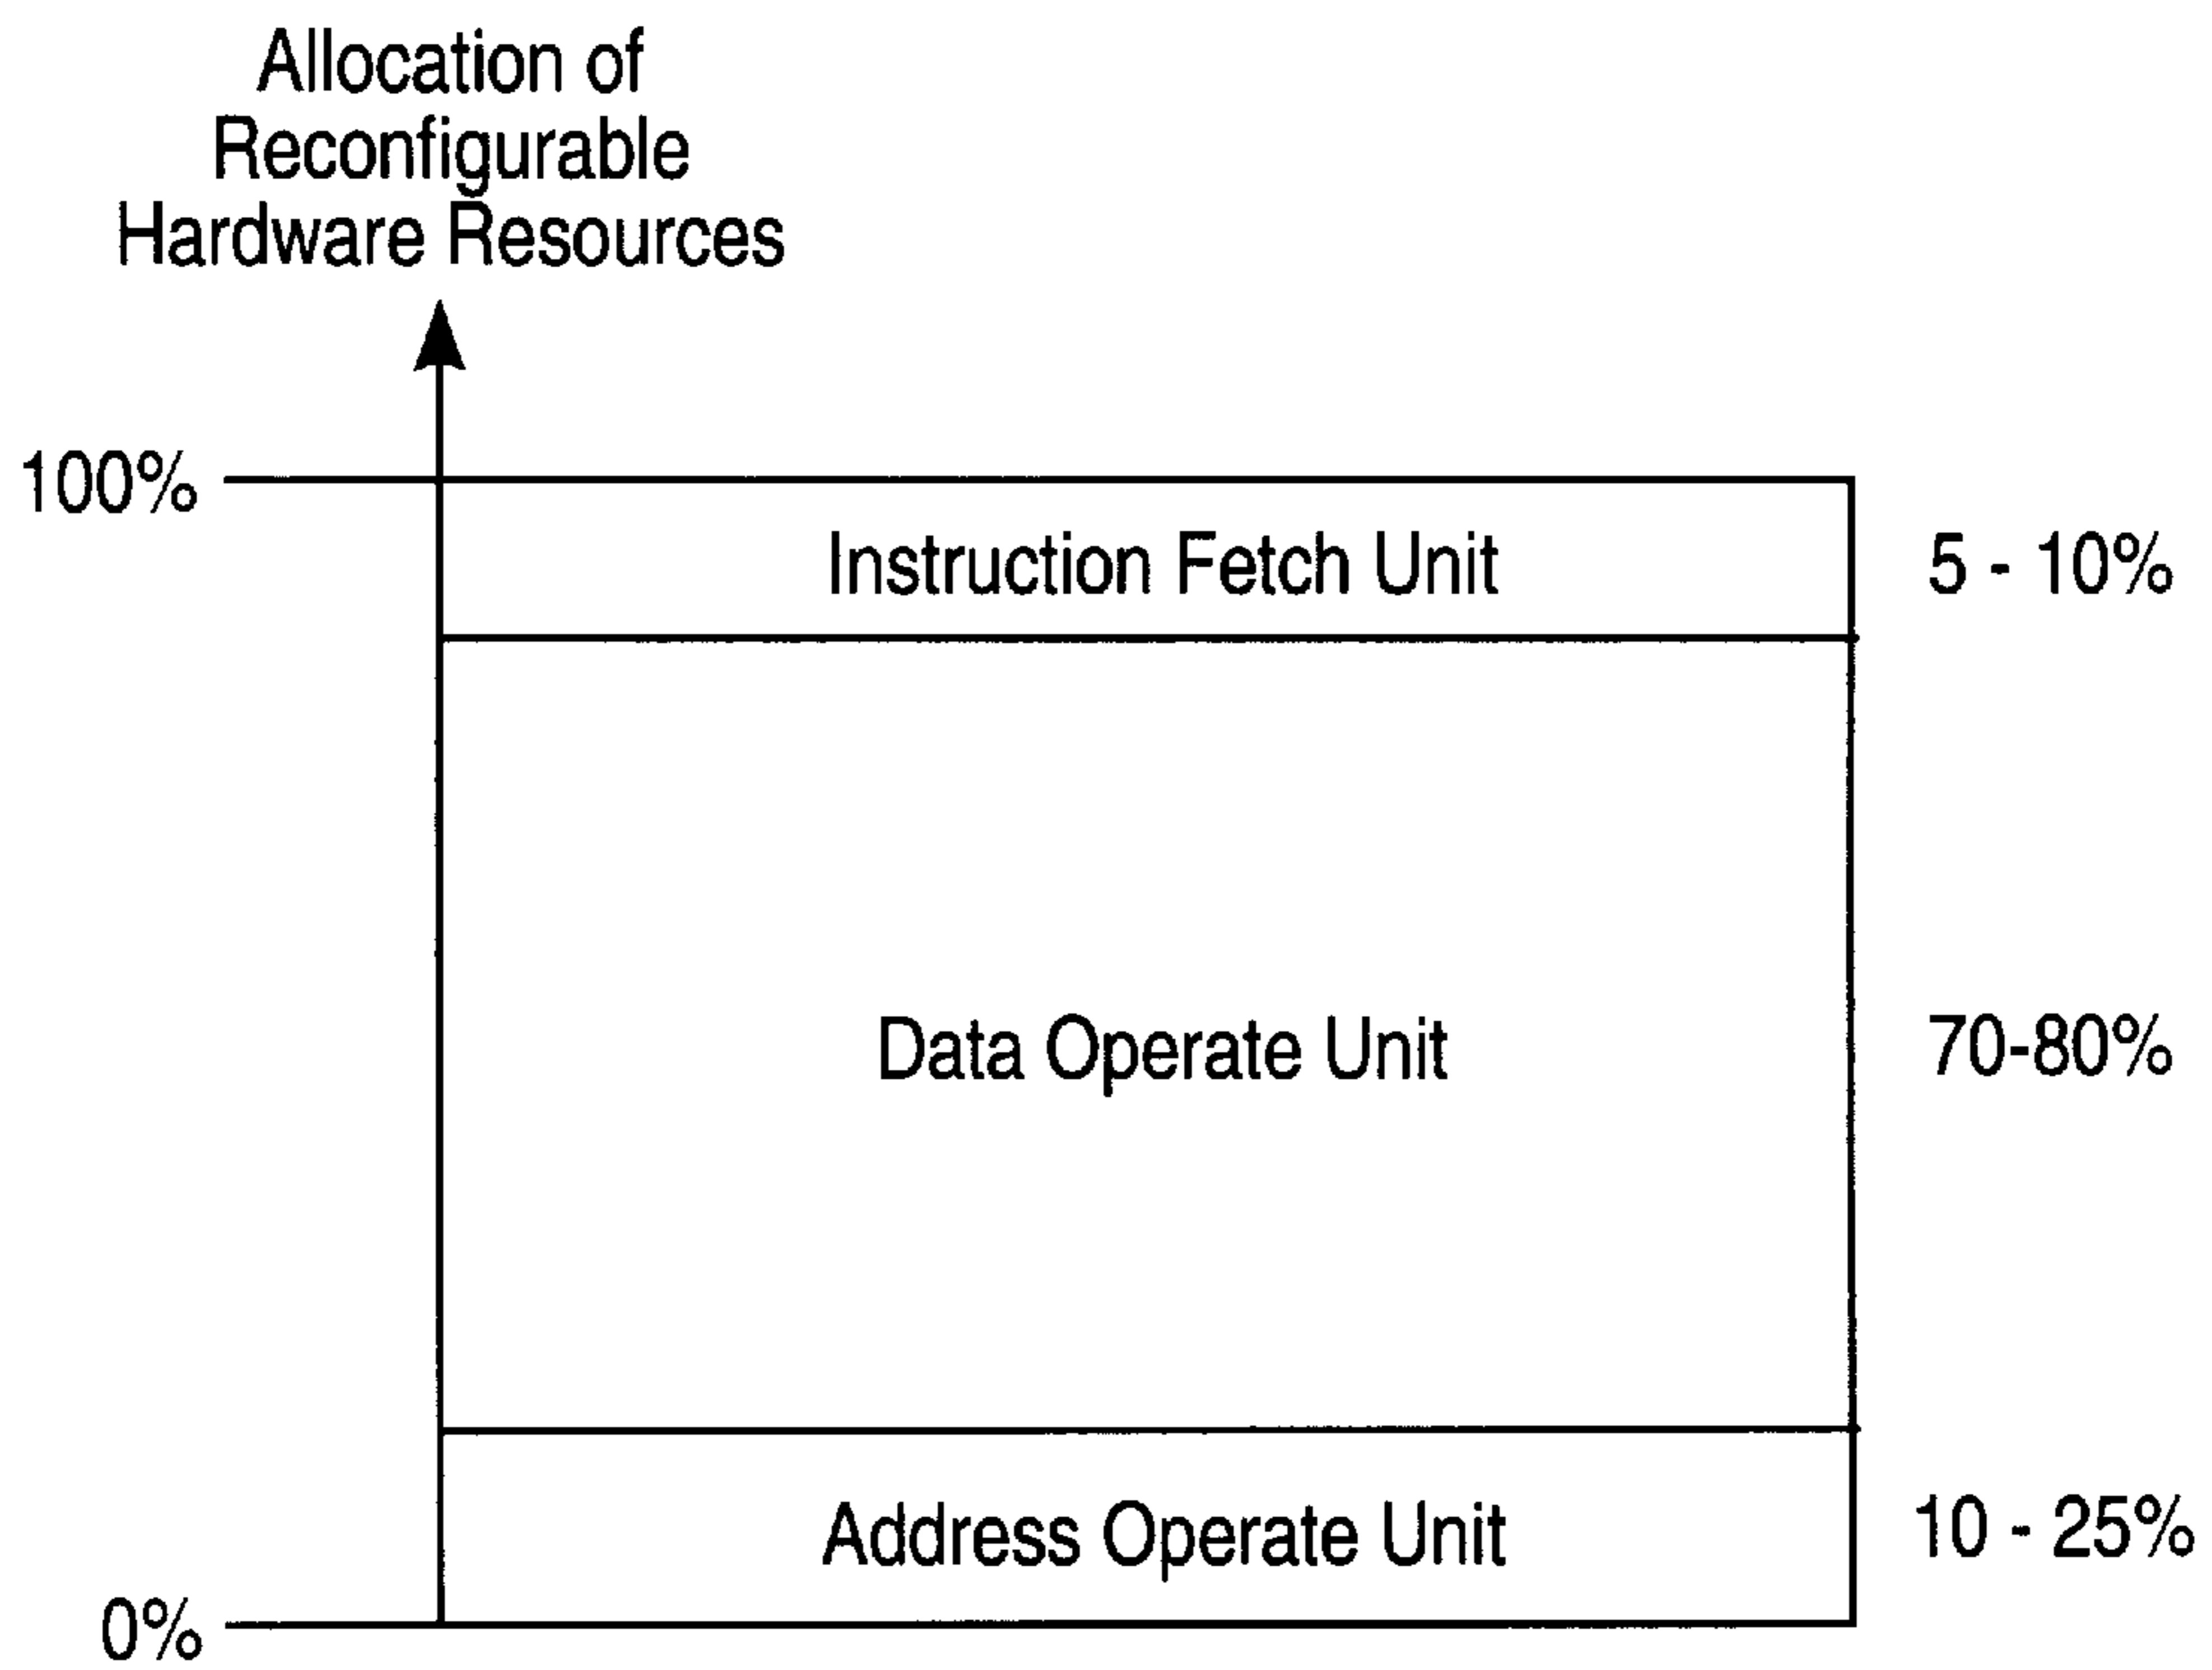 Allocation of
Reconfigurable
Hardware Resources
100%
Instruction Fetch Unit
5 - 10%
Data Operate Unit
70-80%
Address Operate Unit
10 - 25%
0%